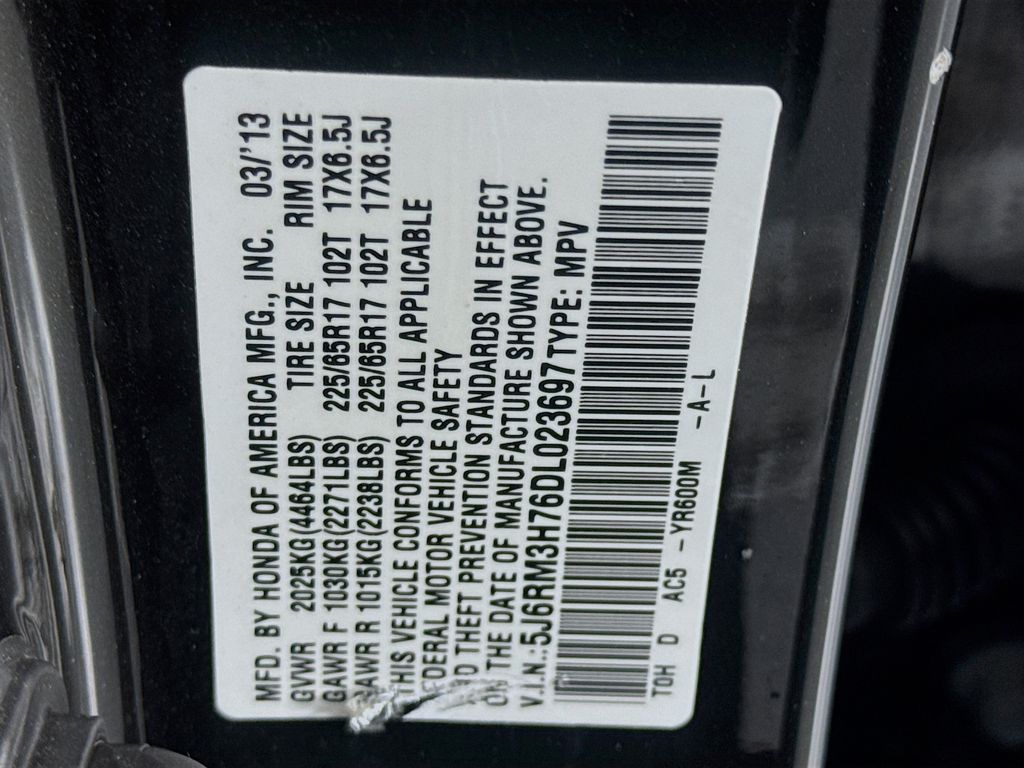 MFD. BY HONDA OF AMERICA MFG., INC. 03/'13
GVWR 2025KG(4464LBS) TIRE SIZE RIM SIZE
GAWR F 1030KG(2271LBS) 225/65R17 102T 17X6.5J
GAWR R 1015KG(2238LBS) 225/65R17 102T 17X6.5J
THIS VEHICLE CONFORMS TO ALL APPLICABLE
FEDERAL MOTOR VEHICLE SAFETY
AND THEFT PREVENTION STANDARDS IN EFFECT
ON THE DATE OF MANUFACTURE SHOWN ABOVE.
V.I.N.:5J6RM3H76DL023697 TYPE: MPV
TOH D AC5 -YR600M -A-L